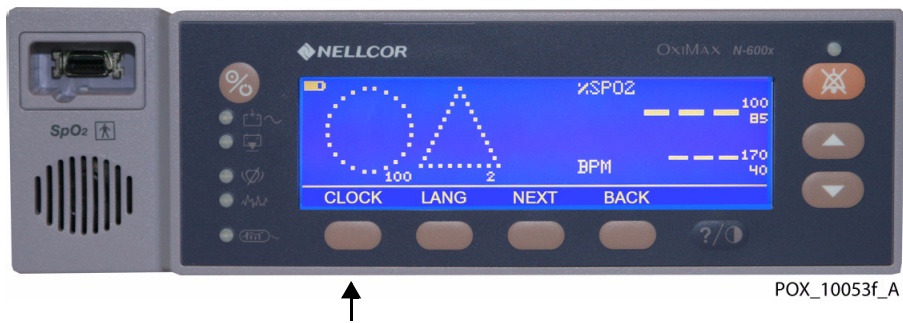 NELLCOR
OXIMAX N-600x
SpO2
%SPO2
--- 100
85
100
2
BPM
--- 170
40
CLOCK LANG NEXT BACK
?/
POX_10053f_A